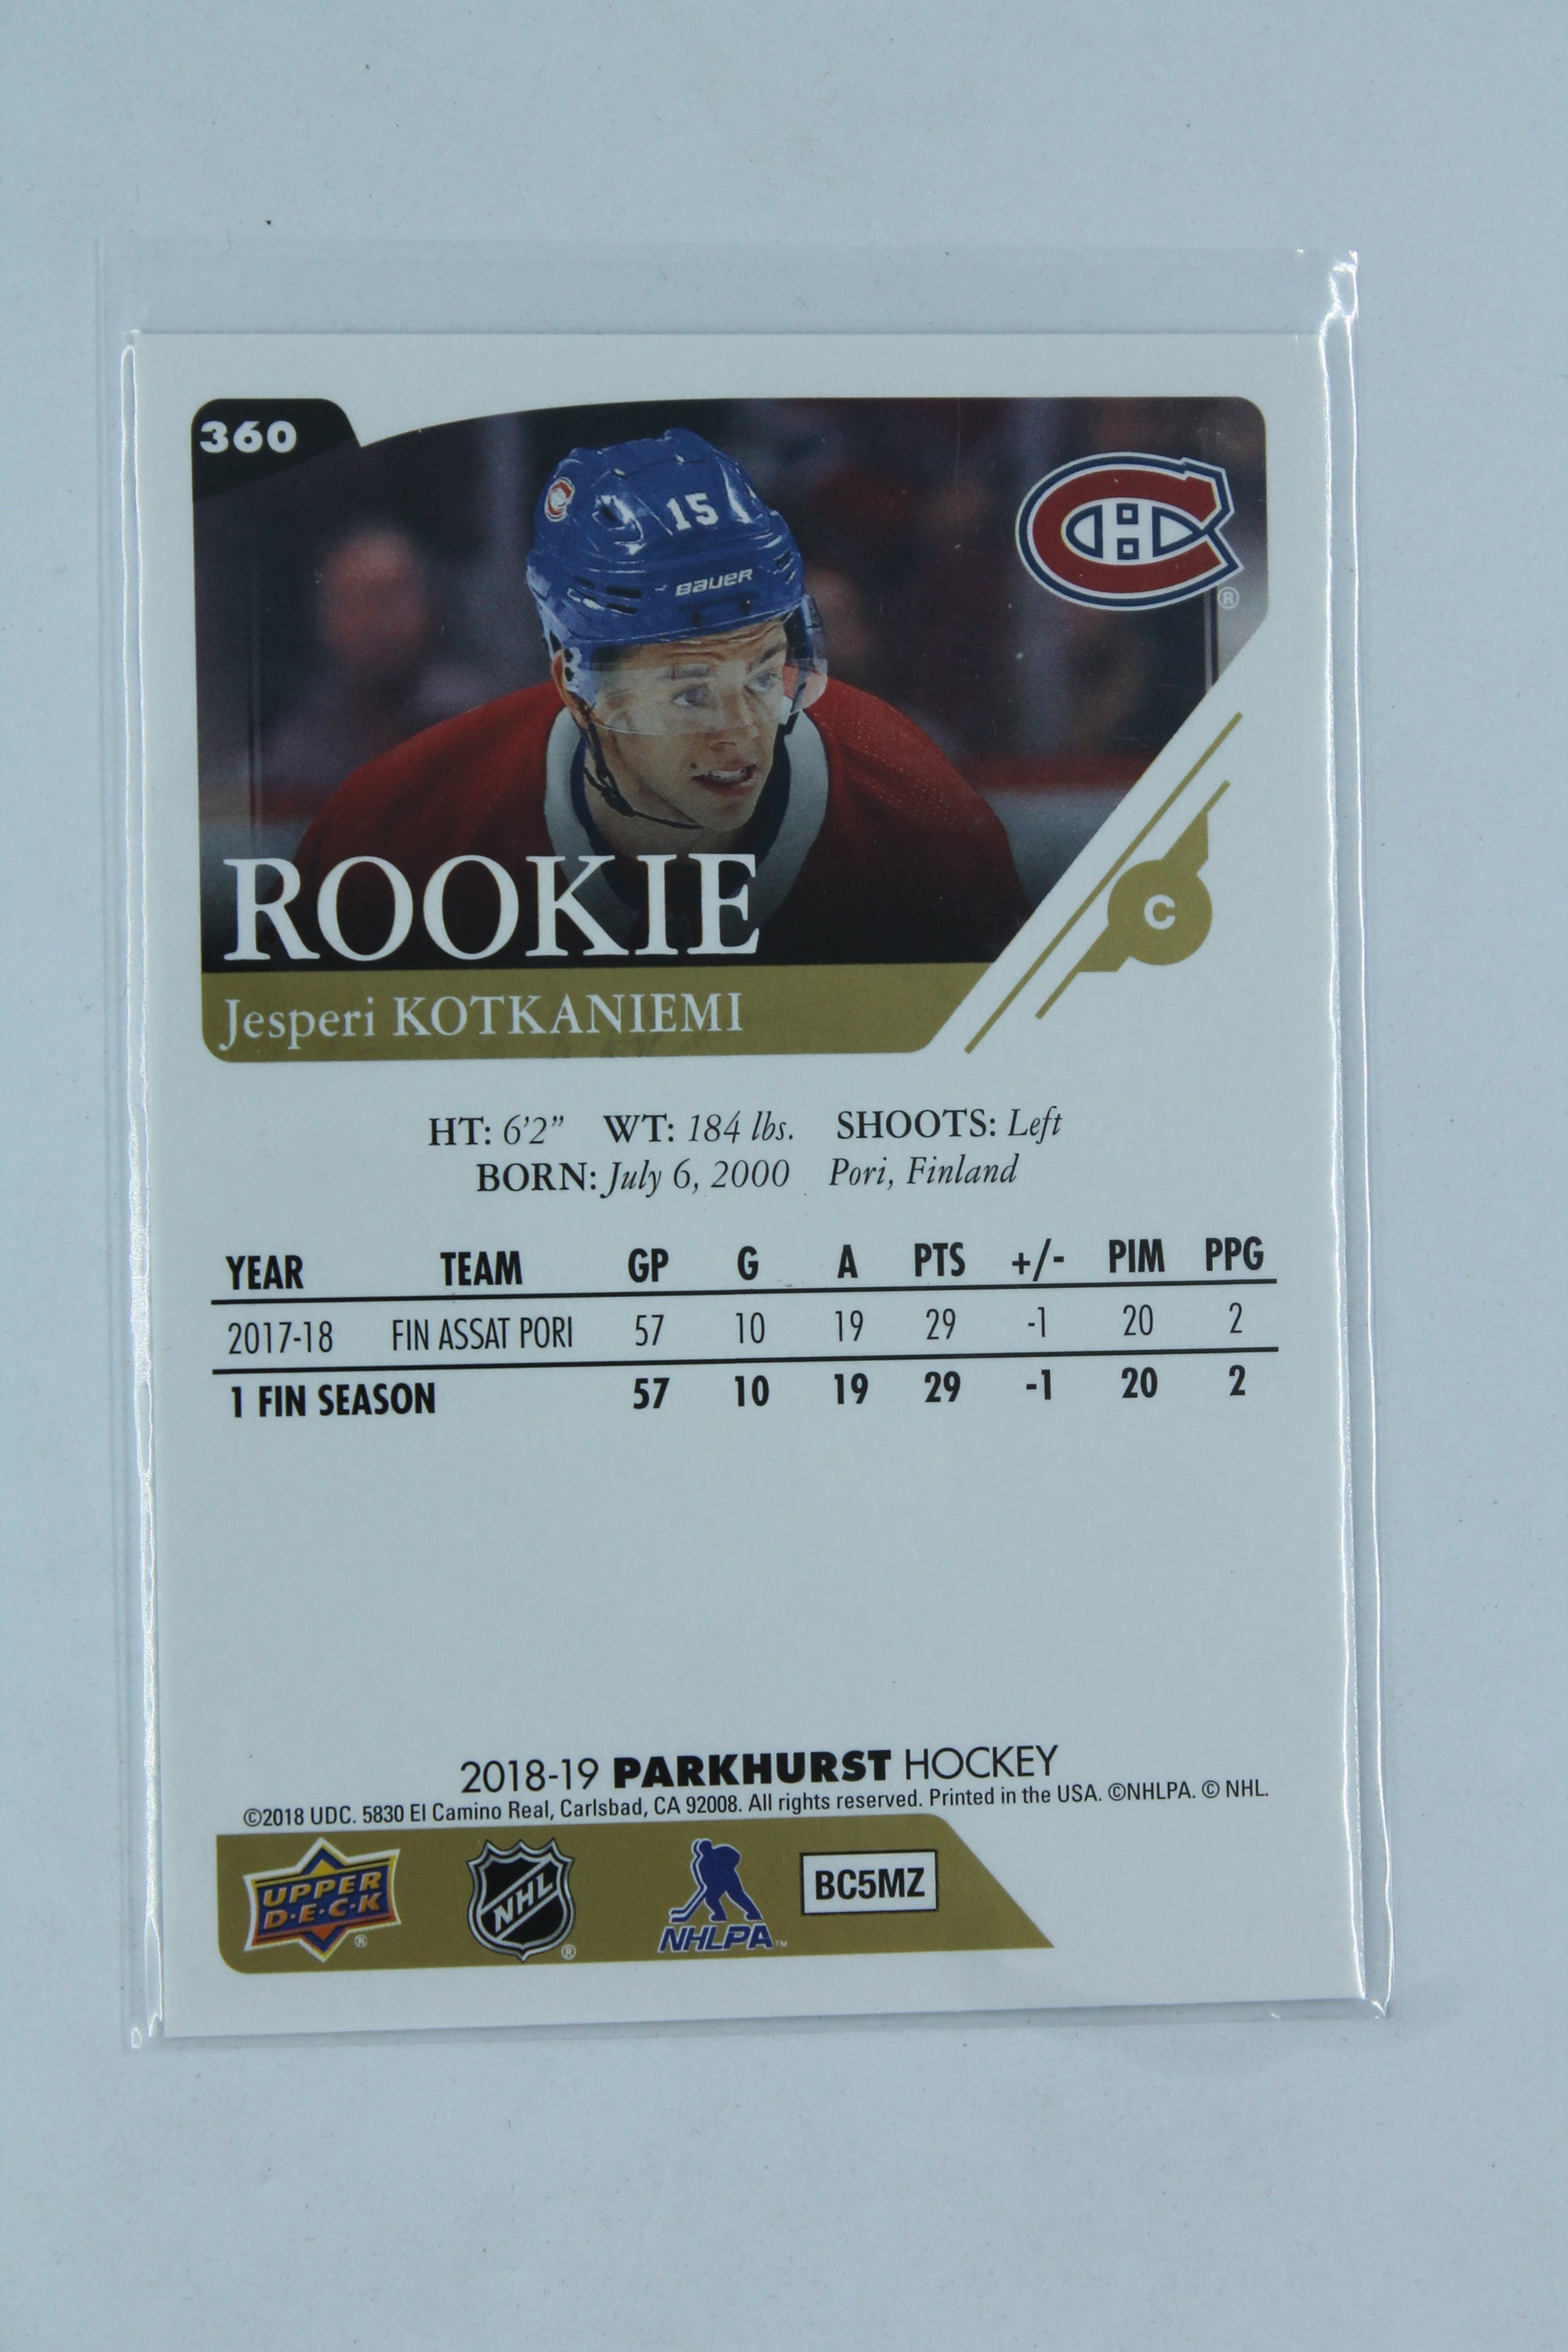 360
15
BAUER
®
C
ROOKIE
Jesperi KOTKANIEMI
HT: 6'2" WT: 184 lbs. SHOOTS: Left
BORN: July 6, 2000 Pori, Finland
YEAR TEAM GP G A PTS +/- PIM PPG
2017-18 FIN ASSAT PORI 57 10 19 29 -1 20 2
1 FIN SEASON 57 10 19 29 -1 20 2
2018-19 PARKHURST HOCKEY
©2018 UDC. 5830 El Camino Real, Carlsbad, CA 92008. All rights reserved. Printed in the USA. ©NHLPA. © NHL.
UPPER
D·E·C·K
®
NHL
®
NHLPA™
BC5MZ